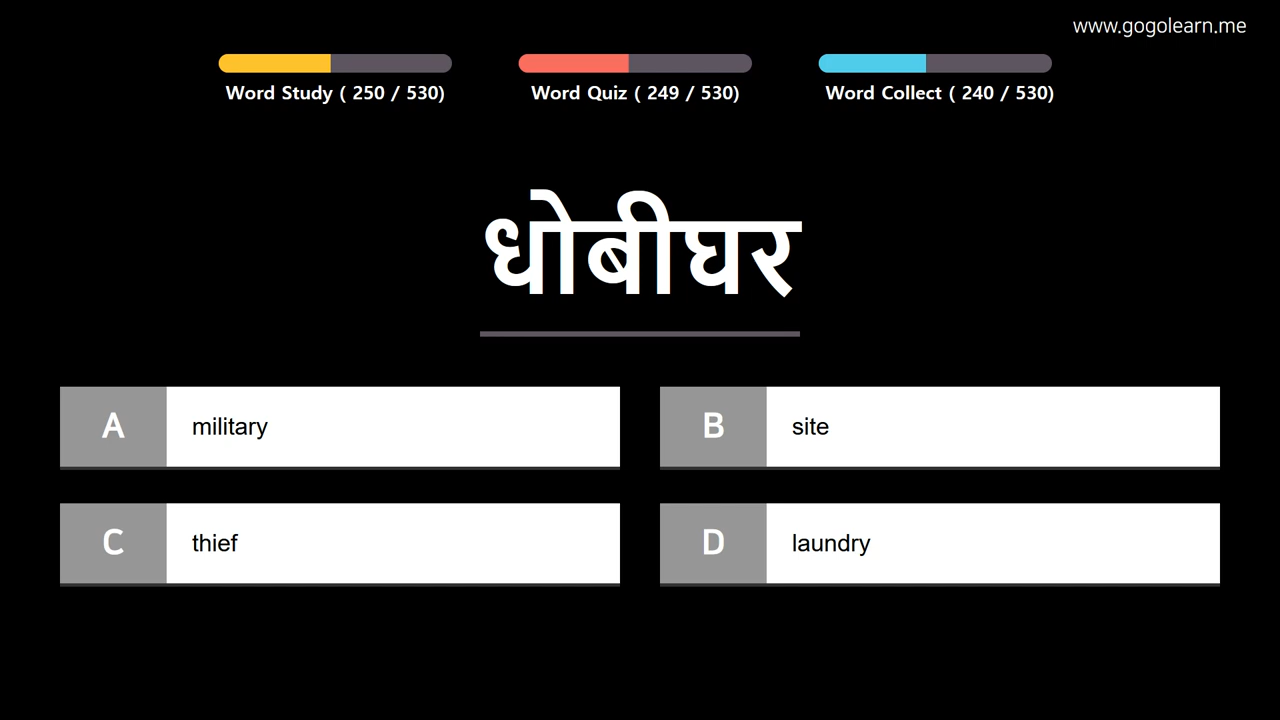 www.gogolearn.me
Word Study ( 250 / 530)
Word Quiz ( 249 / 530)
Word Collect ( 240 / 530)
धोबीघर
A military
B site
C thief
D laundry